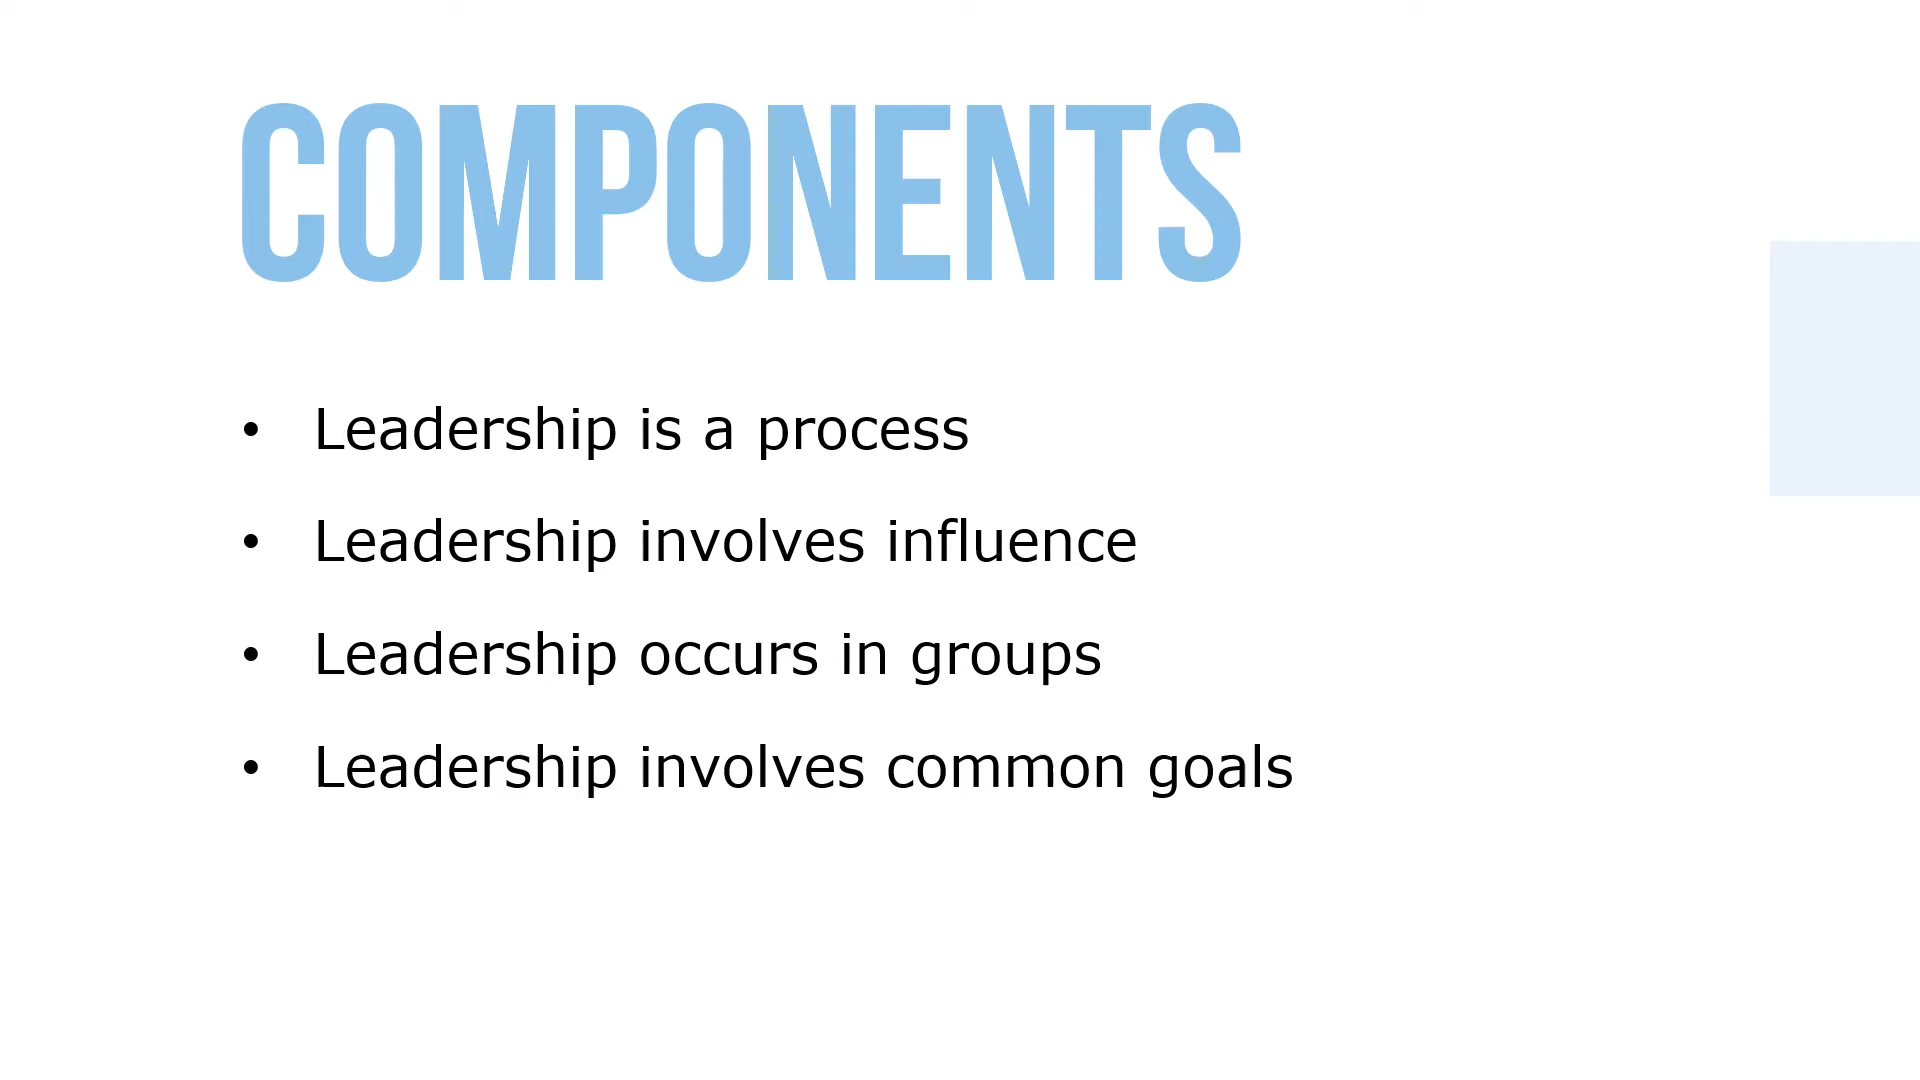 COMPONENTS
• Leadership is a process
• Leadership involves influence
• Leadership occurs in groups
• Leadership involves common goals